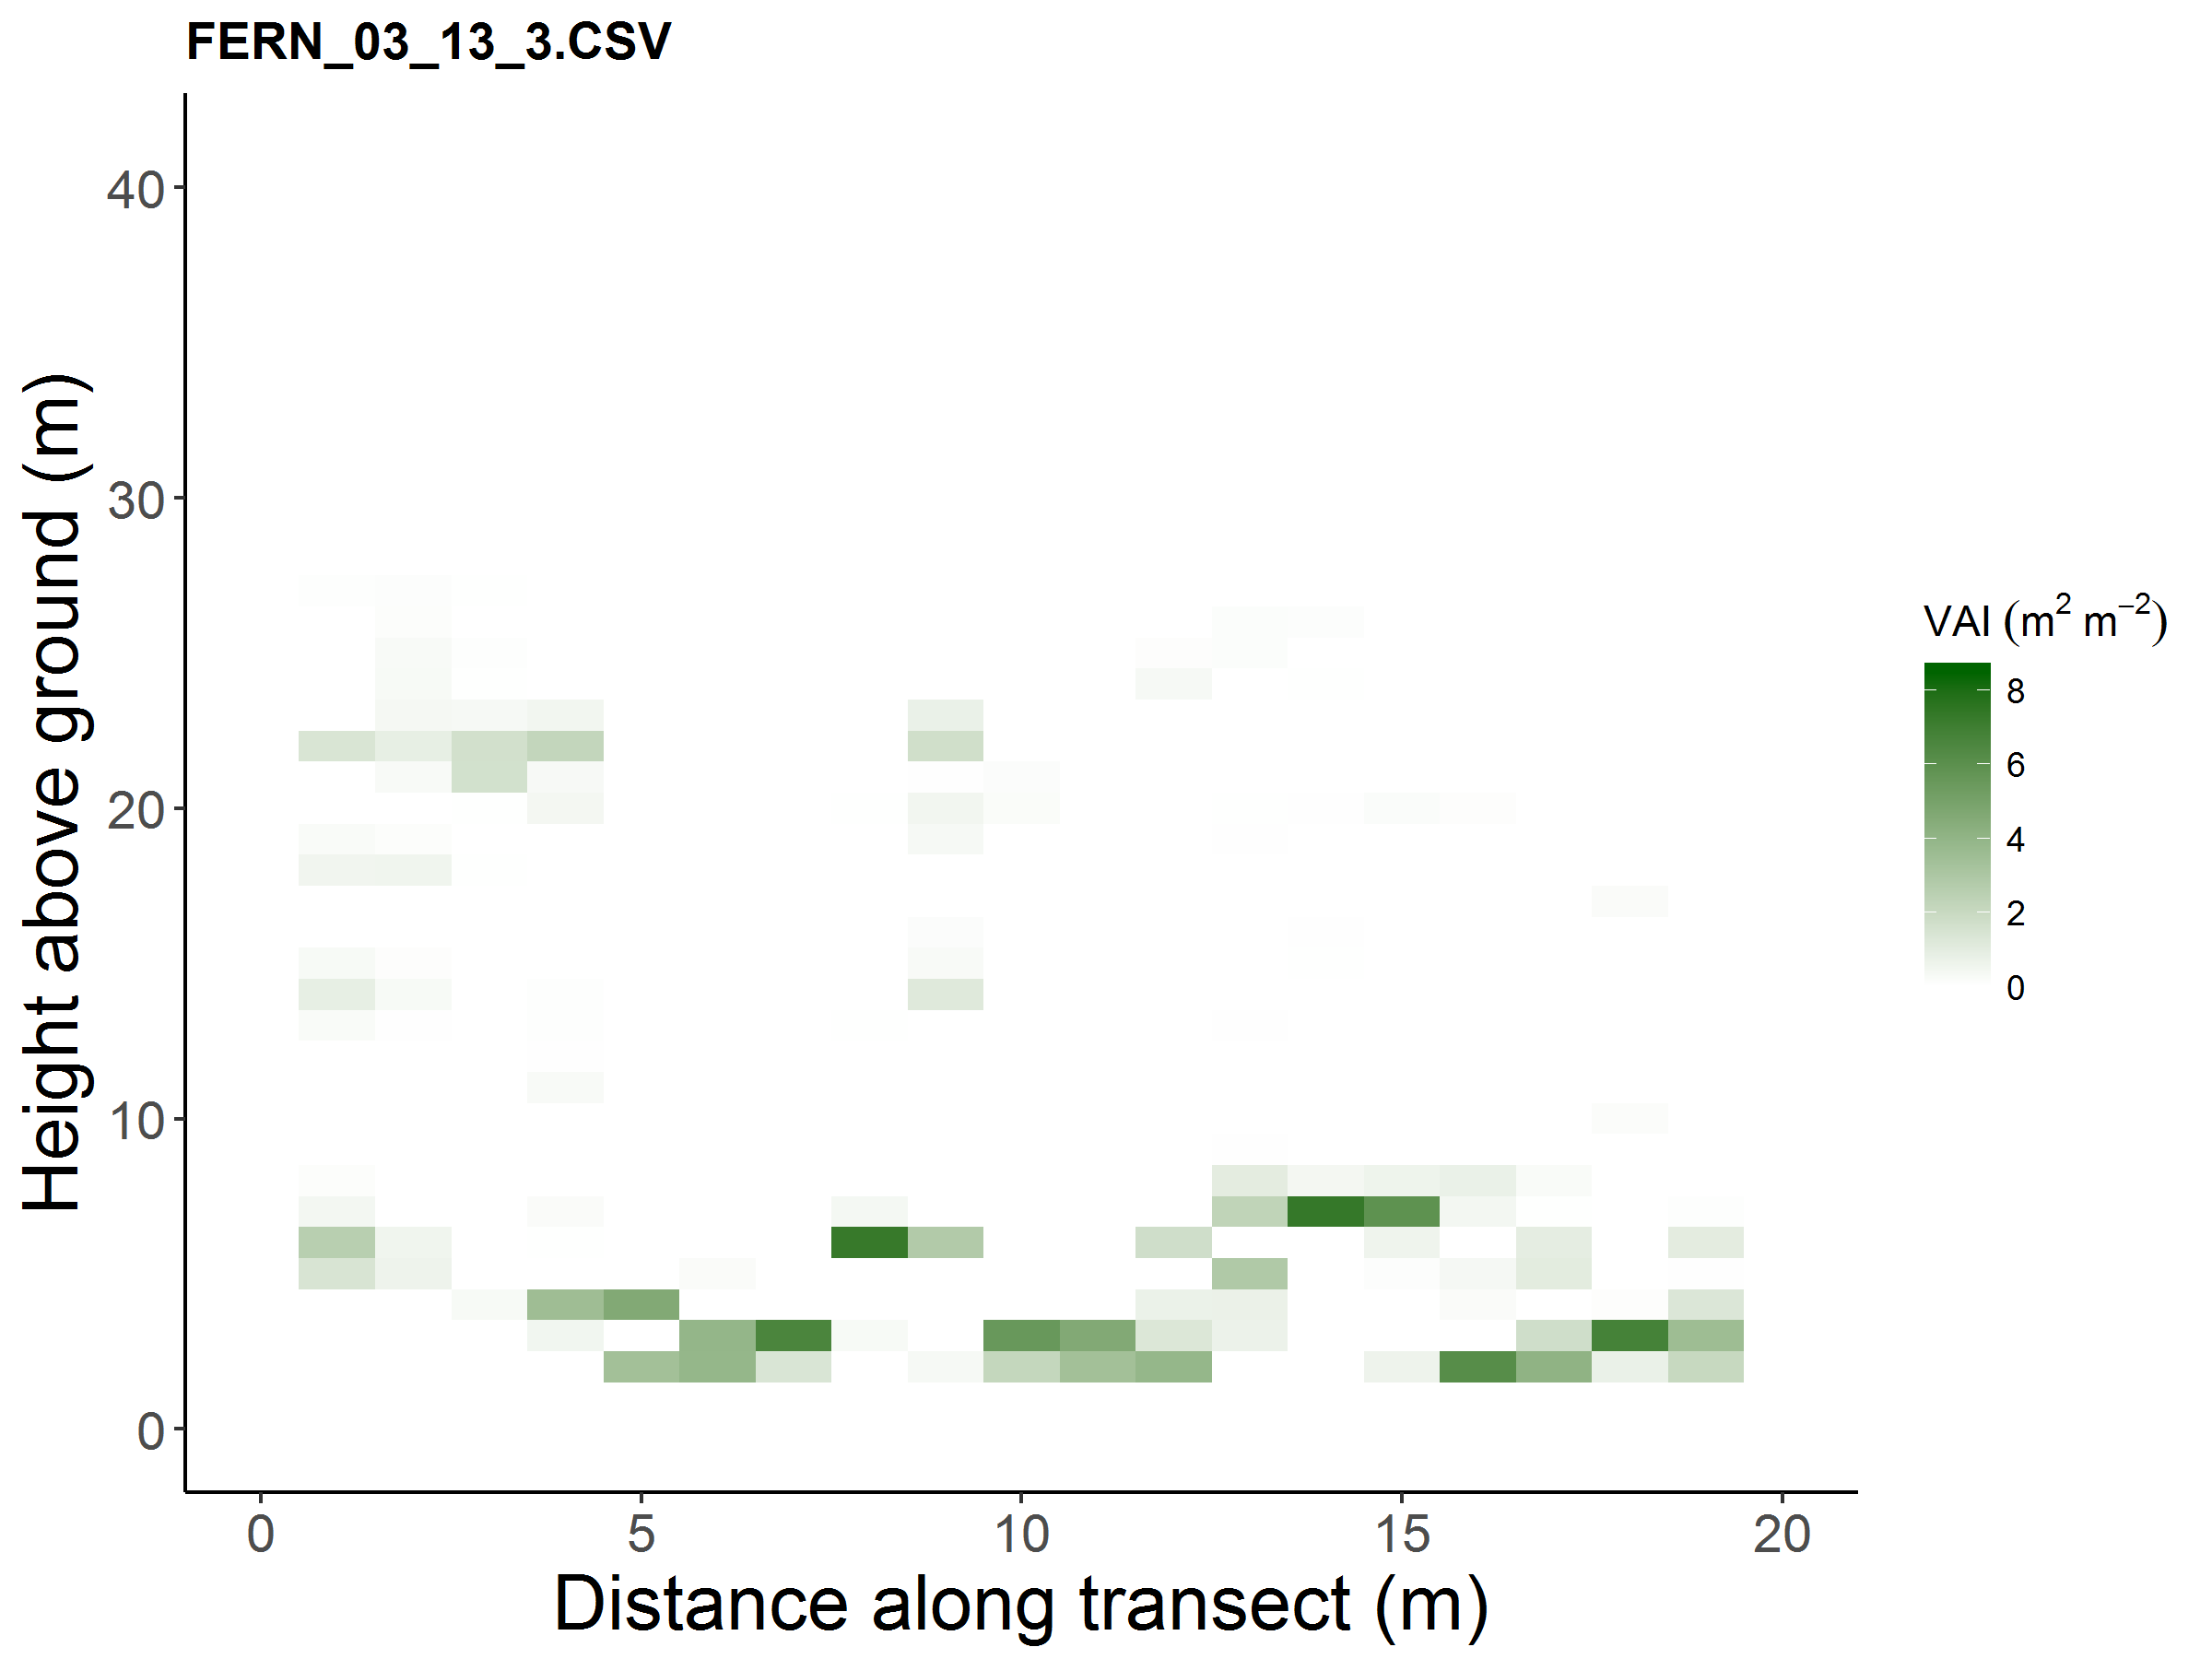 FERN_03_13_3.CSV
Height above ground (m)
40
30
20
10
0
0 5 10 15 20
Distance along transect (m)
VAI (m² m⁻²)
8
6
4
2
0